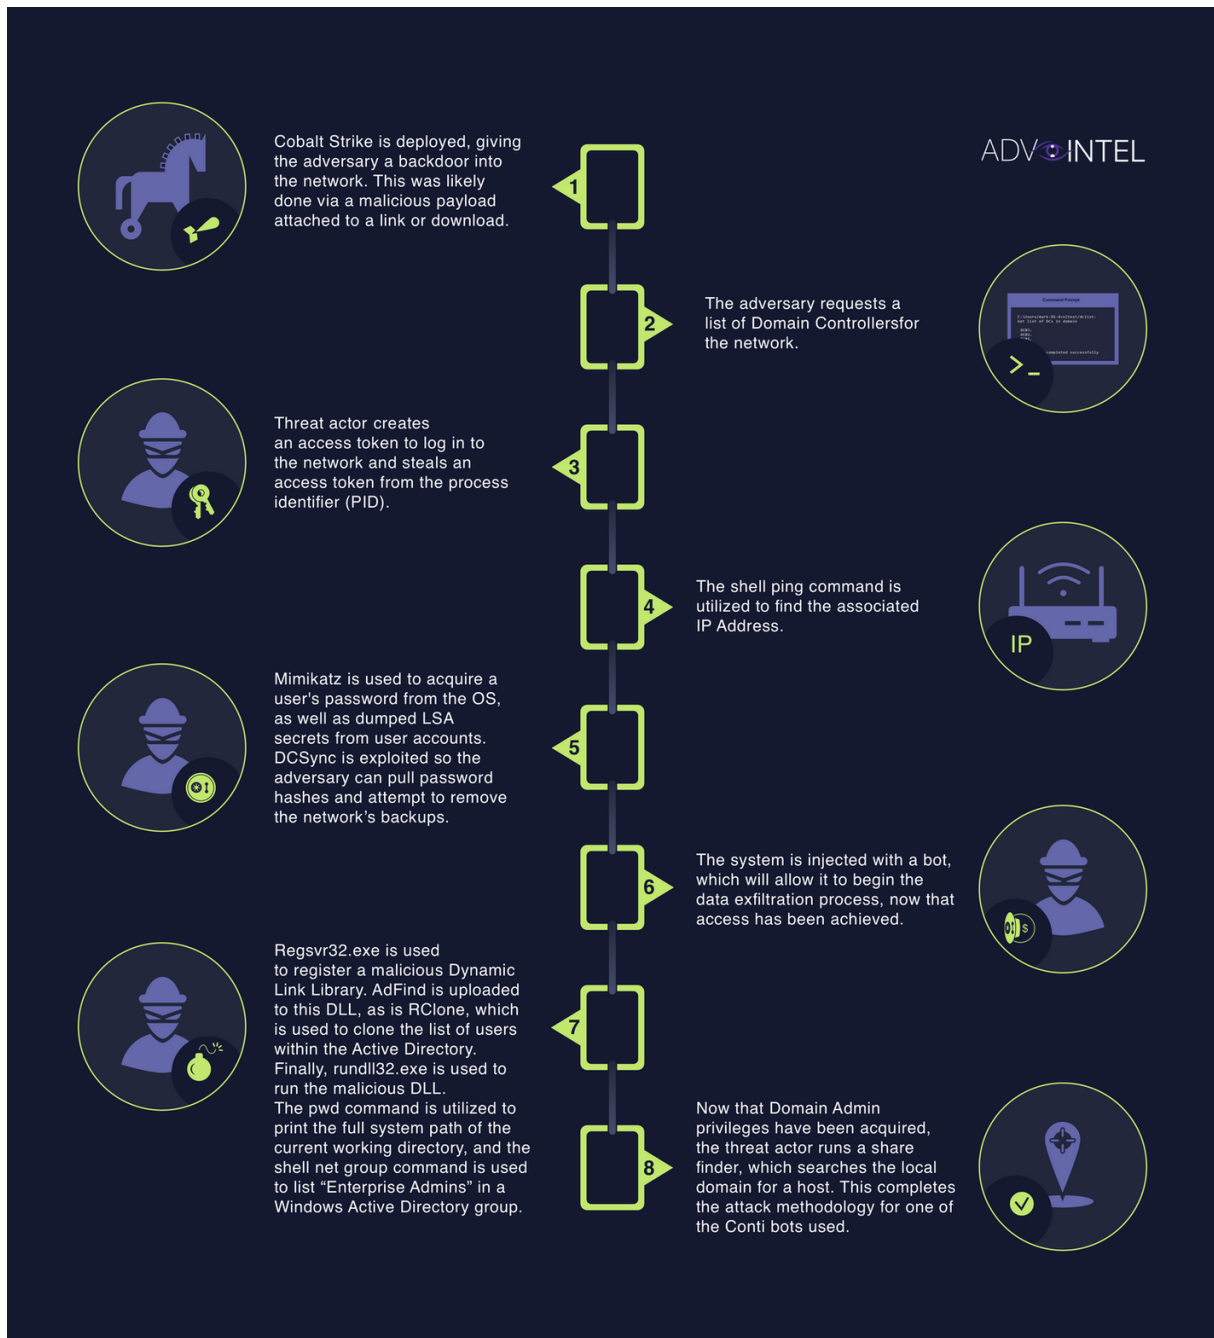 Cobalt Strike is deployed, giving
the adversary a backdoor into
the network. This was likely
done via a malicious payload
attached to a link or download.
1
ADVINTEL
2
The adversary requests a
list of Domain Controllersfor
the network.
Command Prompt
Get list of DCs in domain
completed successfully
>_
Threat actor creates
an access token to log in to
the network and steals an
access token from the process
identifier (PID).
3
4
The shell ping command is
utilized to find the associated
IP Address.
IP
Mimikatz is used to acquire a
user's password from the OS,
as well as dumped LSA
secrets from user accounts.
DCSync is exploited so the
adversary can pull password
hashes and attempt to remove
the network's backups.
5
6
The system is injected with a bot,
which will allow it to begin the
data exfiltration process, now that
access has been achieved.
$
Regsvr32.exe is used
to register a malicious Dynamic
Link Library. AdFind is uploaded
to this DLL, as is RClone, which
is used to clone the list of users
within the Active Directory.
Finally, rundll32.exe is used to
run the malicious DLL.
The pwd command is utilized to
print the full system path of the
current working directory, and the
shell net group command is used
to list “Enterprise Admins” in a
Windows Active Directory group.
7
8
Now that Domain Admin
privileges have been acquired,
the threat actor runs a share
finder, which searches the local
domain for a host. This completes
the attack methodology for one of
the Conti bots used.